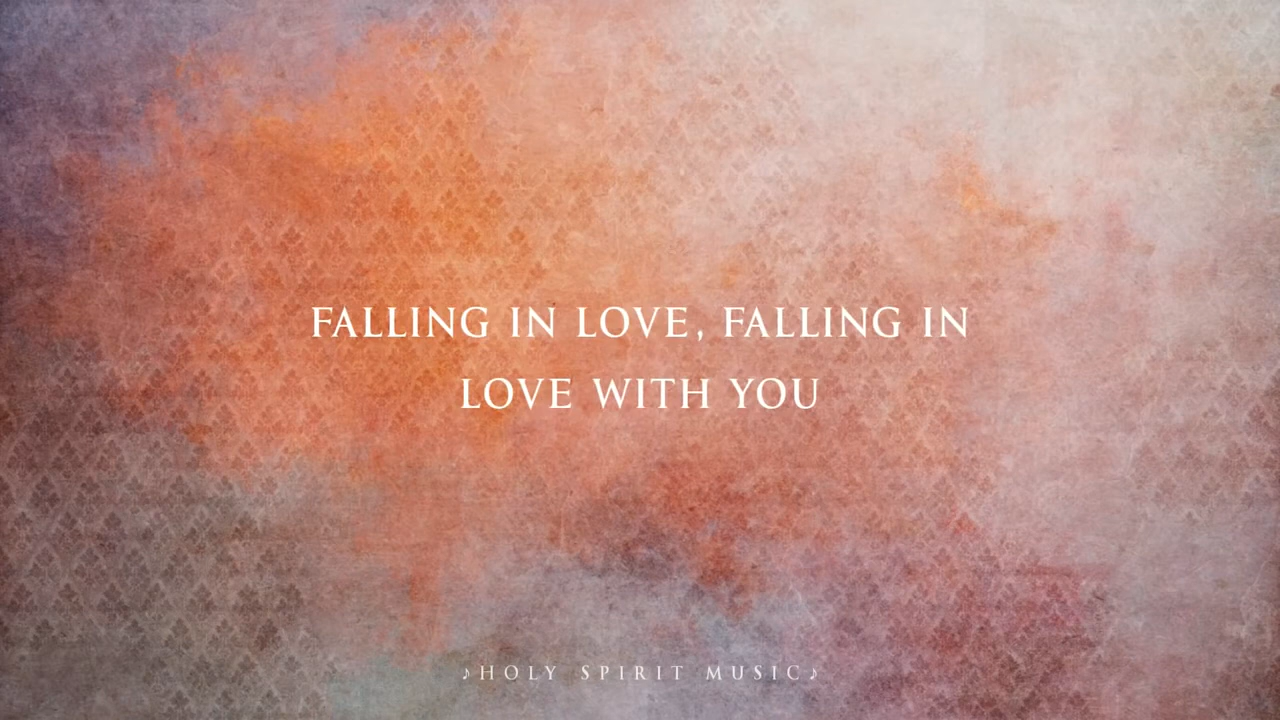 FALLING IN LOVE, FALLING IN
LOVE WITH YOU
♪HOLY SPIRIT MUSIC♪